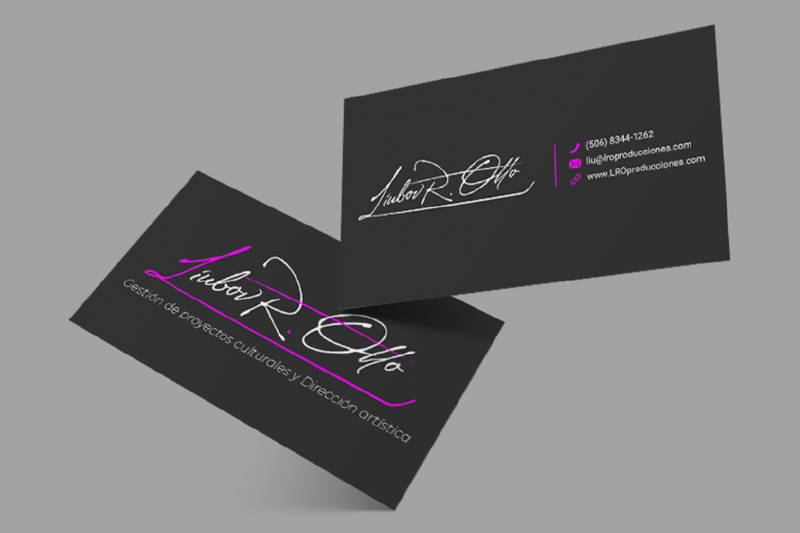 Liubov R. Otto
(506) 8344-1262
liu@lroproducciones.com
www.LROproducciones.com
Liubov R. Otto
Gestión de proyectos culturales y Dirección artística